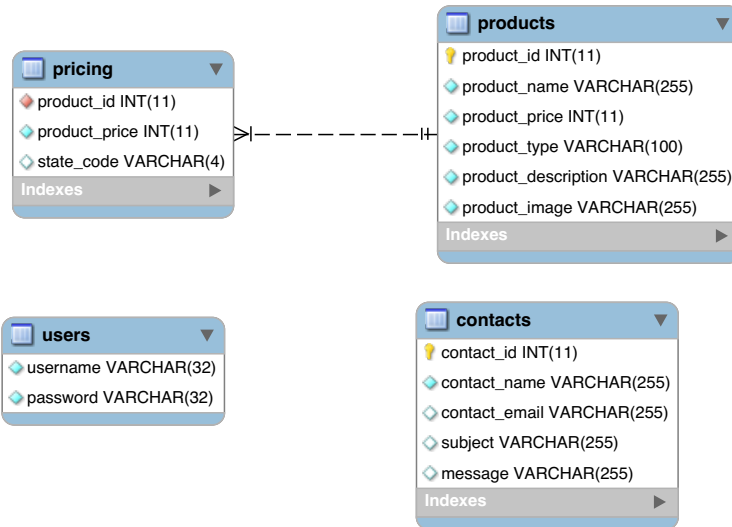 pricing
product_id INT(11)
product_price INT(11)
state_code VARCHAR(4)
Indexes
products
product_id INT(11)
product_name VARCHAR(255)
product_price INT(11)
product_type VARCHAR(100)
product_description VARCHAR(255)
product_image VARCHAR(255)
Indexes
users
username VARCHAR(32)
password VARCHAR(32)
contacts
contact_id INT(11)
contact_name VARCHAR(255)
contact_email VARCHAR(255)
subject VARCHAR(255)
message VARCHAR(255)
Indexes